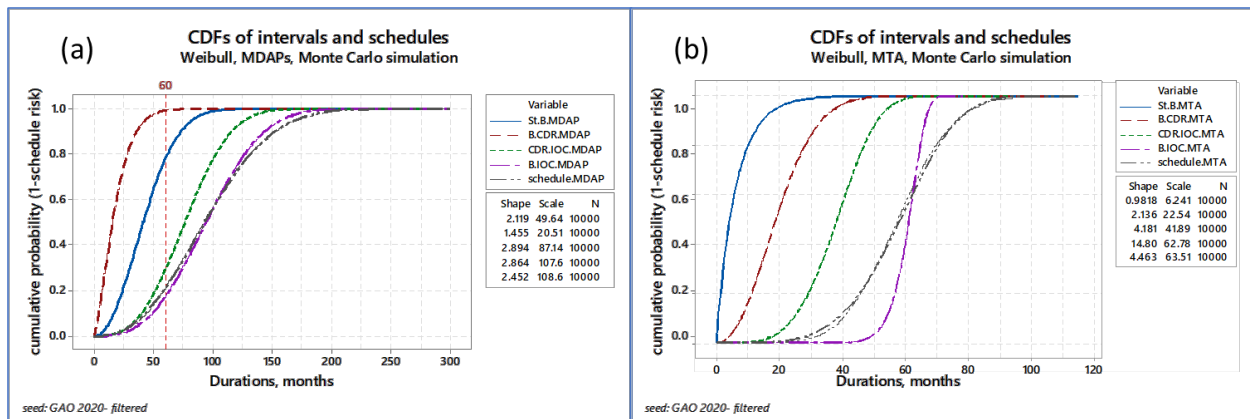 (a)
CDFs of intervals and schedules
Weibull, MDAPs, Monte Carlo simulation
60
cumulative probability (1-schedule risk)
1.0
0.8
0.6
0.4
0.2
0.0
0 50 100 150 200 250 300
Durations, months
Variable
St.B.MDAP
B.CDR.MDAP
CDR.IOC.MDAP
B.IOC.MDAP
schedule.MDAP
Shape Scale N
2.119 49.64 10000
1.455 20.51 10000
2.894 87.14 10000
2.864 107.6 10000
2.452 108.6 10000
seed: GAO 2020- filtered
(b)
CDFs of intervals and schedules
Weibull, MTA, Monte Carlo simulation
cumulative probability (1-schedule risk)
1.0
0.8
0.6
0.4
0.2
0.0
0 20 40 60 80 100 120
Durations, months
Variable
St.B.MTA
B.CDR.MTA
CDR.IOC.MTA
B.IOC.MTA
schedule.MTA
Shape Scale N
0.9818 6.241 10000
2.136 22.54 10000
4.181 41.89 10000
14.80 62.78 10000
4.463 63.51 10000
seed: GAO 2020- filtered